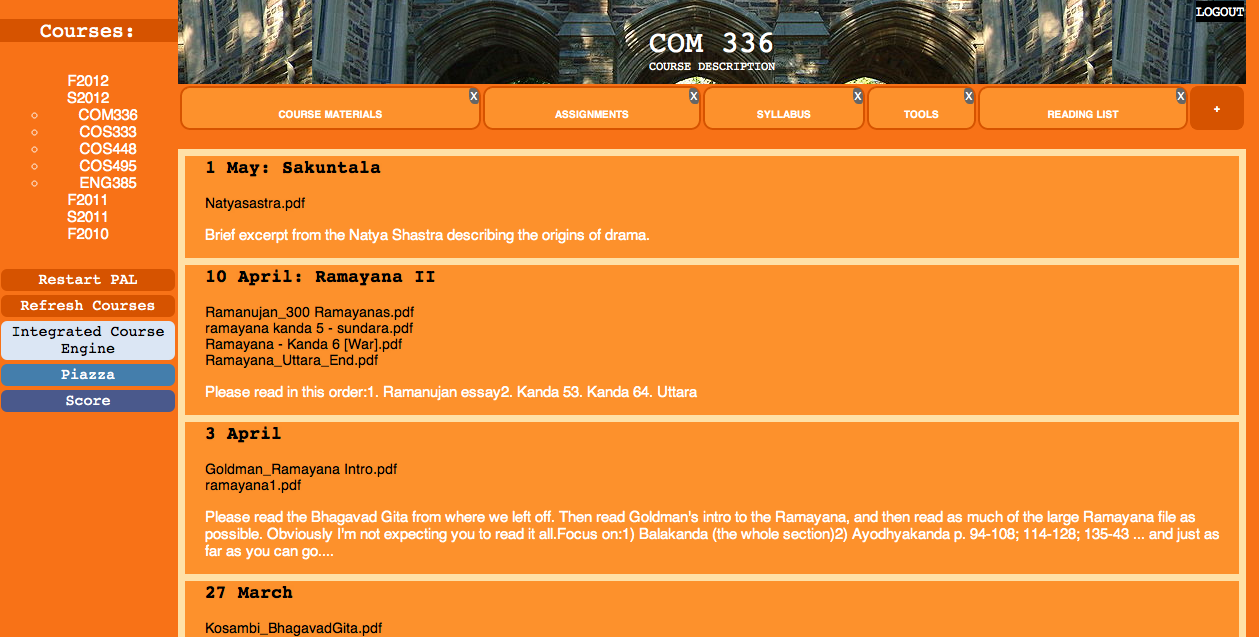 Courses:
F2012
S2012
COM336
COS333
COS448
COS495
ENG385
F2011
S2011
F2010
Restart PAL
Refresh Courses
Integrated Course
Engine
Piazza
Score
LOGOUT
COM 336
COURSE DESCRIPTION
X X X X X
COURSE MATERIALS ASSIGNMENTS SYLLABUS TOOLS READING LIST +
1 May: Sakuntala
Natyasastra.pdf
Brief excerpt from the Natya Shastra describing the origins of drama.
10 April: Ramayana II
Ramanujan_300 Ramayanas.pdf
ramayana kanda 5 - sundara.pdf
Ramayana - Kanda 6 [War].pdf
Ramayana_Uttara_End.pdf
Please read in this order:1. Ramanujan essay2. Kanda 53. Kanda 64. Uttara
3 April
Goldman_Ramayana Intro.pdf
ramayana1.pdf
Please read the Bhagavad Gita from where we left off. Then read Goldman's intro to the Ramayana, and then read as much of the large Ramayana file as
possible. Obviously I'm not expecting you to read it all.Focus on:1) Balakanda (the whole section)2) Ayodhyakanda p. 94-108; 114-128; 135-43 ... and just as
far as you can go....
27 March
Kosambi_BhagavadGita.pdf